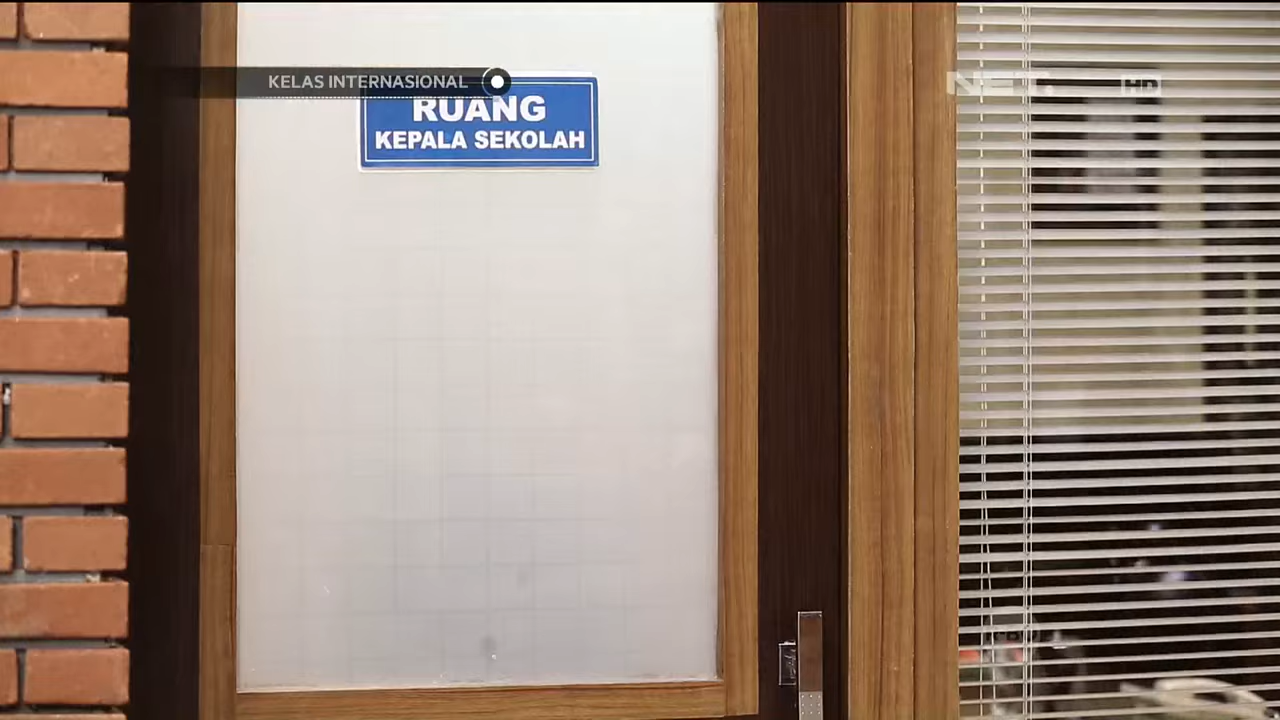 KELAS INTERNASIONAL
NET.
HD
RUANG
KEPALA SEKOLAH